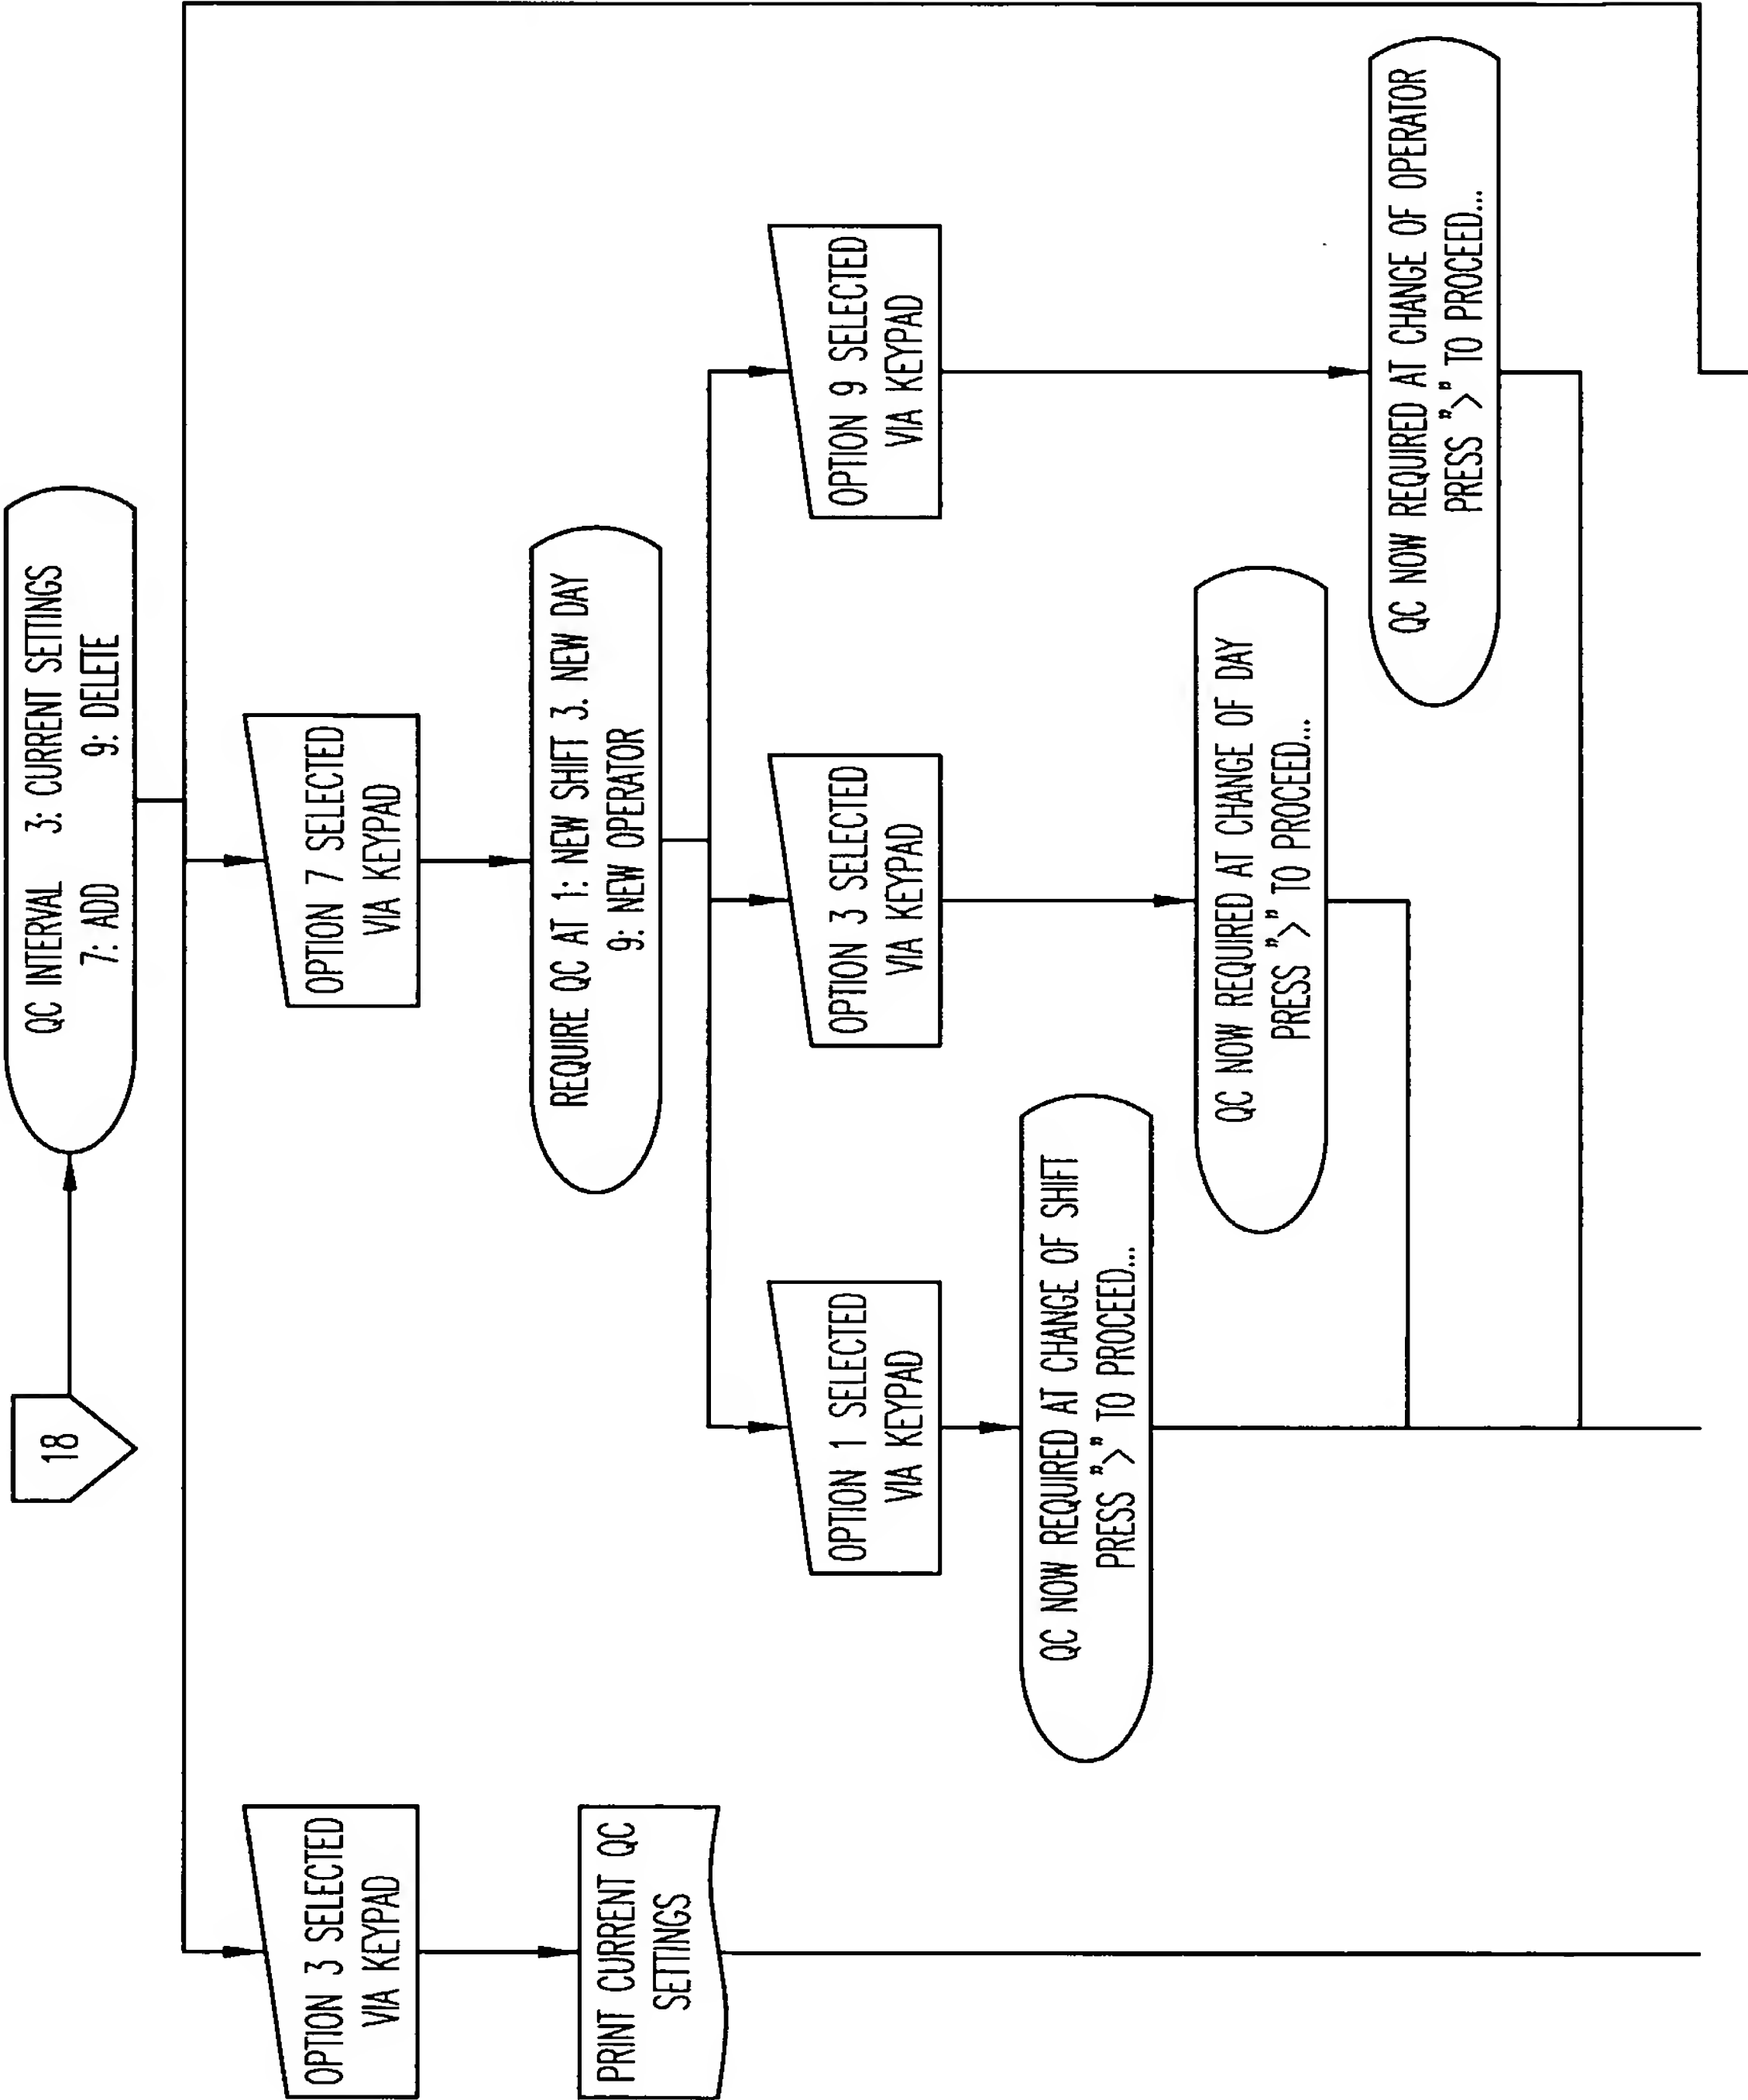 18
QC INTERVAL 3: CURRENT SETTINGS
7: ADD 9: DELETE
OPTION 3 SELECTED
VIA KEYPAD
PRINT CURRENT QC
SETTINGS
OPTION 7 SELECTED
VIA KEYPAD
REQUIRE QC AT 1: NEW SHIFT 3. NEW DAY
9: NEW OPERATOR
OPTION 1 SELECTED
VIA KEYPAD
QC NOW REQUIRED AT CHANGE OF SHIFT
PRESS ">" TO PROCEED...
OPTION 3 SELECTED
VIA KEYPAD
QC NOW REQUIRED AT CHANGE OF DAY
PRESS ">" TO PROCEED...
OPTION 9 SELECTED
VIA KEYPAD
QC NOW REQUIRED AT CHANGE OF OPERATOR
PRESS ">" TO PROCEED...